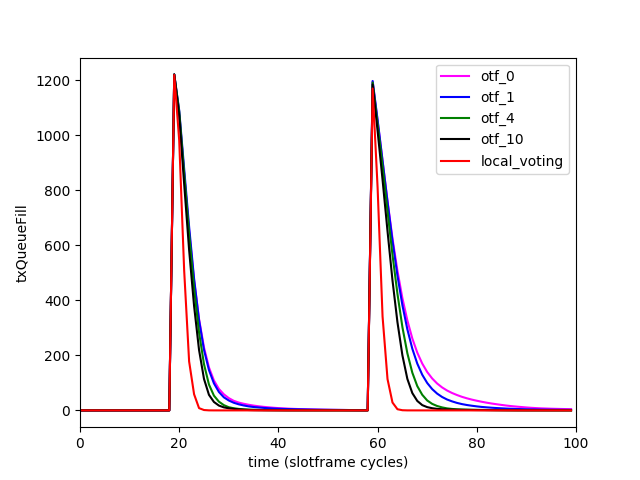 1200
1000
800
600
400
200
0
txQueueFill
otf_0
otf_1
otf_4
otf_10
local_voting
0 20 40 60 80 100
time (slotframe cycles)